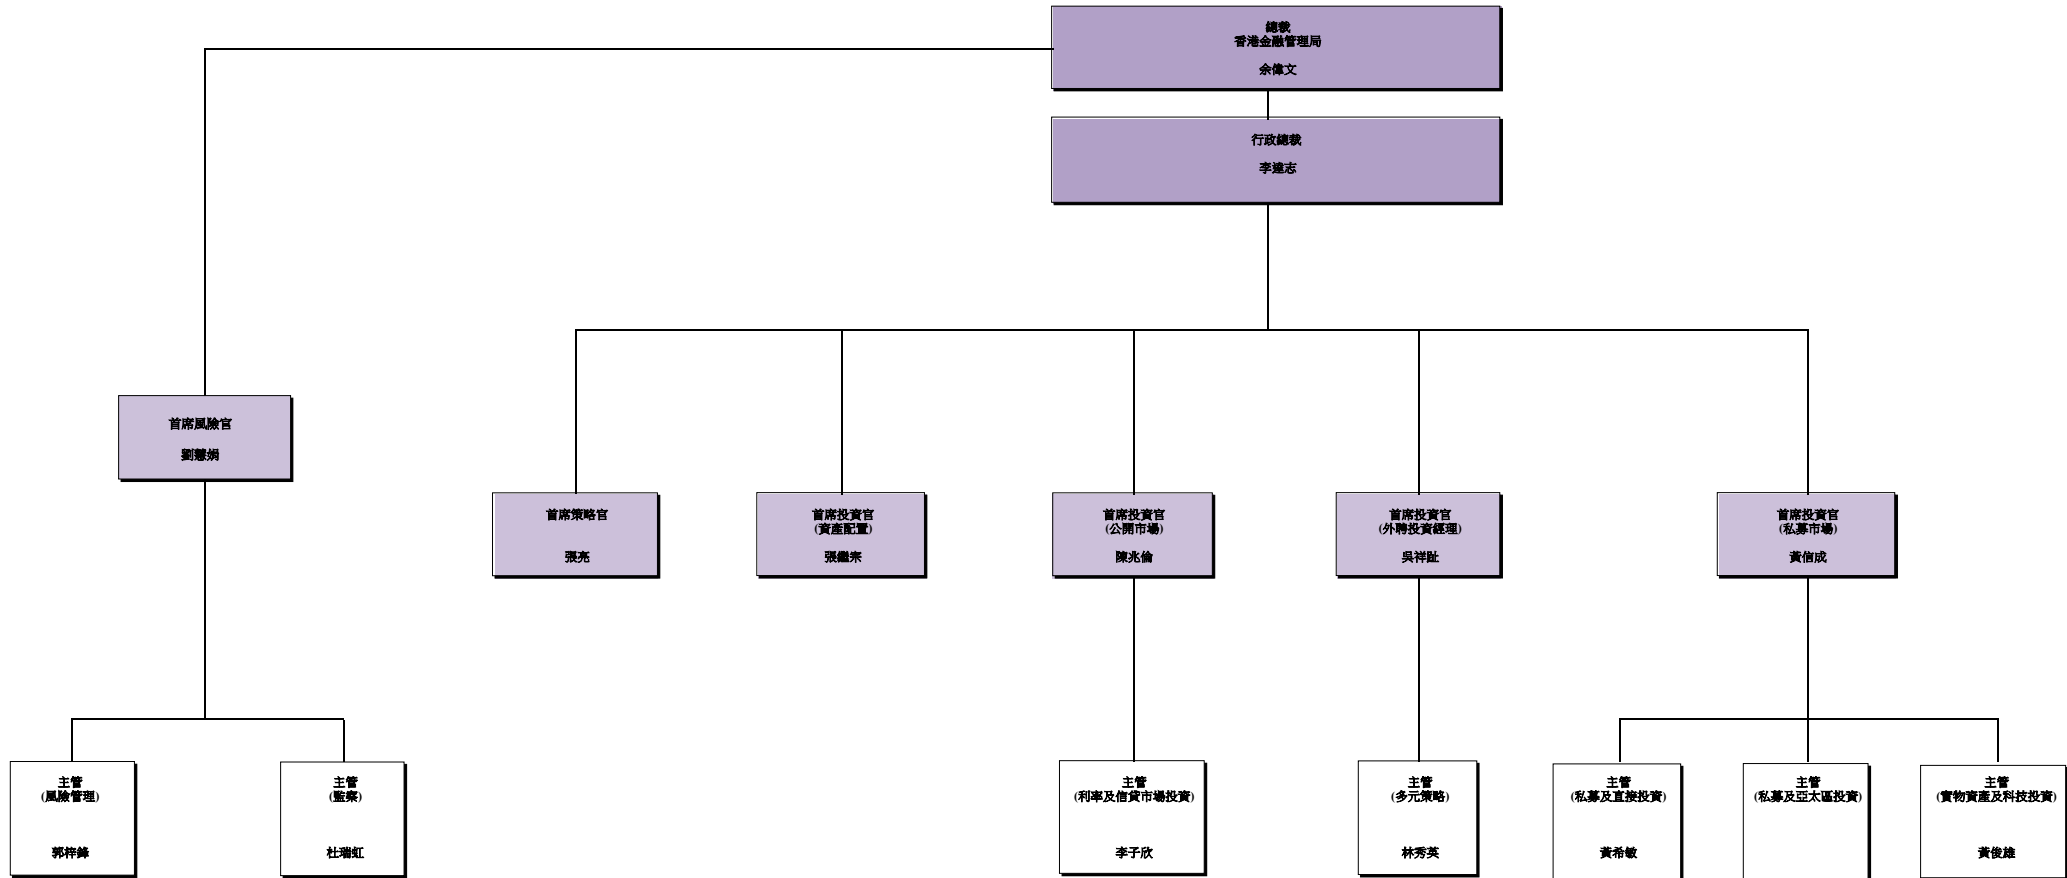 總裁
香港金融管理局
余偉文
行政總裁
李達志
首席風險官
劉慧娟
首席策略官
張亮
首席投資官
(資產配置)
張繼宗
首席投資官
(公開市場)
陳兆倫
首席投資官
(外聘投資經理)
吳祥趾
首席投資官
(私募市場)
黃信成
主管
(風險管理)
郭梓鋒
主管
(監察)
杜瑞虹
主管
(利率及信貸市場投資)
李子欣
主管
(多元策略)
林秀英
主管
(私募及直接投資)
黃希敏
主管
(私募及亞太區投資)
主管
(實物資產及科技投資)
黃俊雄